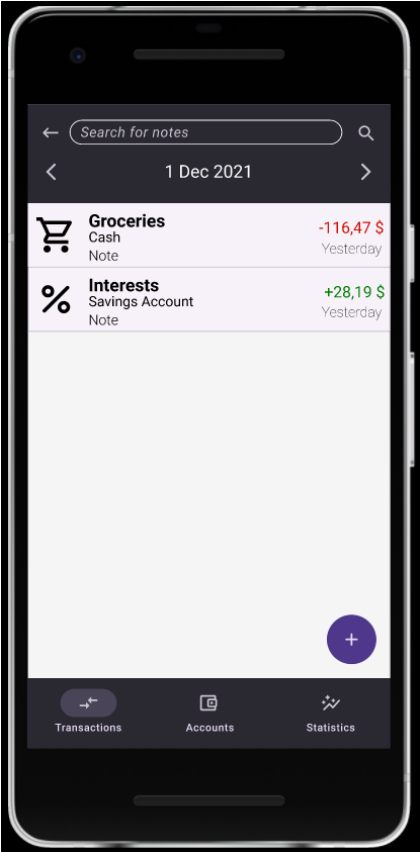 Search for notes
1 Dec 2021
Groceries
Cash
Note
-116,47 $
Yesterday
Interests
Savings Account
Note
+28,19 $
Yesterday
Transactions
Accounts
Statistics